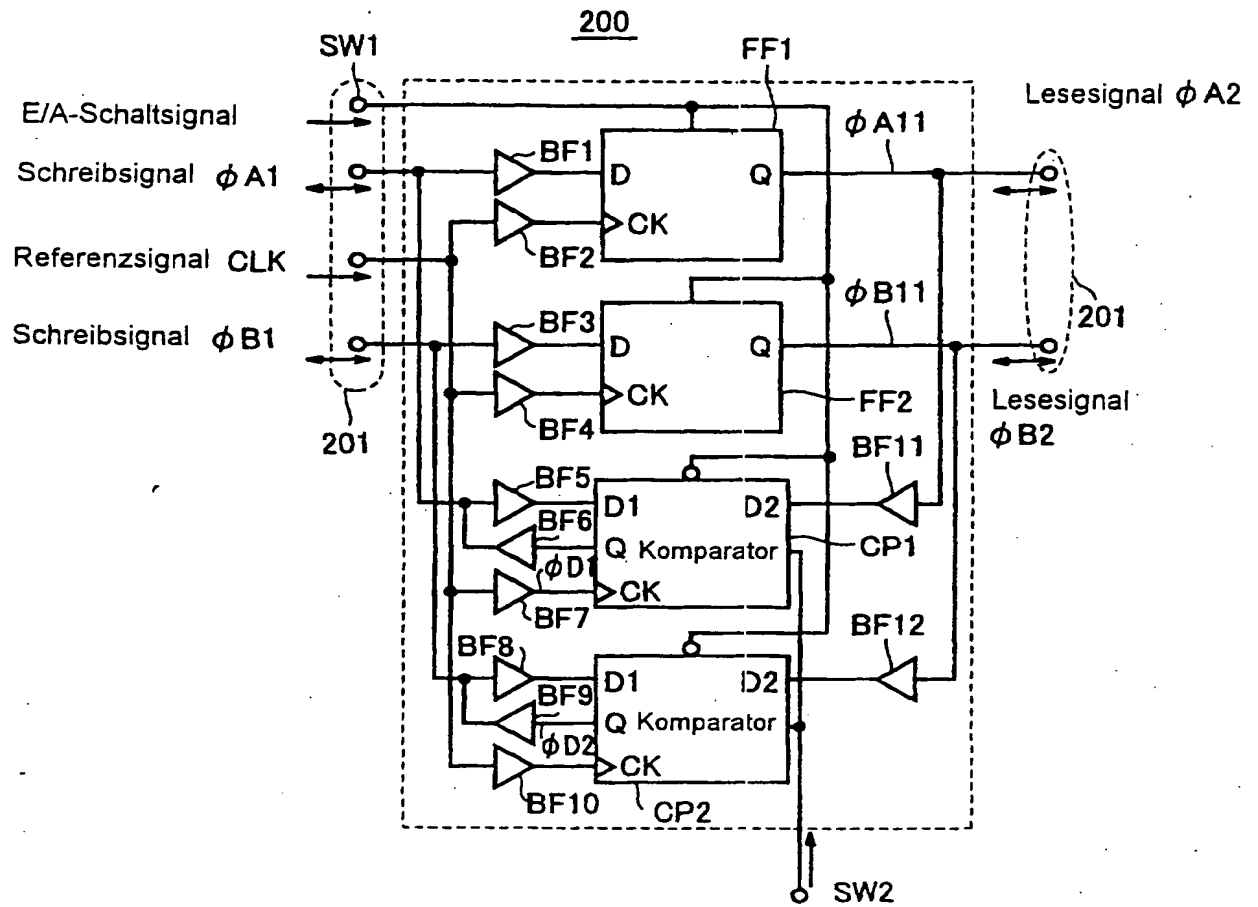 200
SW1
FF1
E/A-Schaltsignal
Lesesignal ϕA2
ϕA11
Schreibsignal ϕA1
BF1
D
Q
BF2
CK
Referenzsignal CLK
ϕB11
201
Schreibsignal ϕB1
BF3
D
Q
BF4
CK
FF2
Lesesignal
ϕB2
201
BF5
BF11
D1
D2
BF6
Q
Komparator
CP1
ϕD1
CK
BF7
BF12
BF8
D1
D2
BF9
Q
Komparator
ϕD2
CK
BF10
CP2
SW2